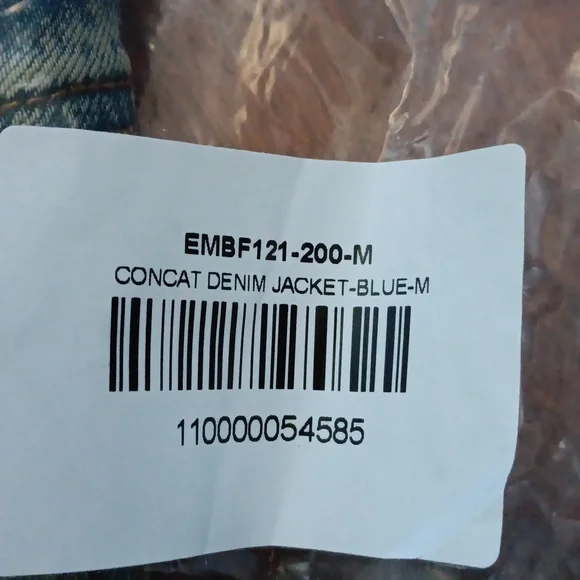 EMBF121-200-M
CONCAT DENIM JACKET-BLUE-M
110000054585